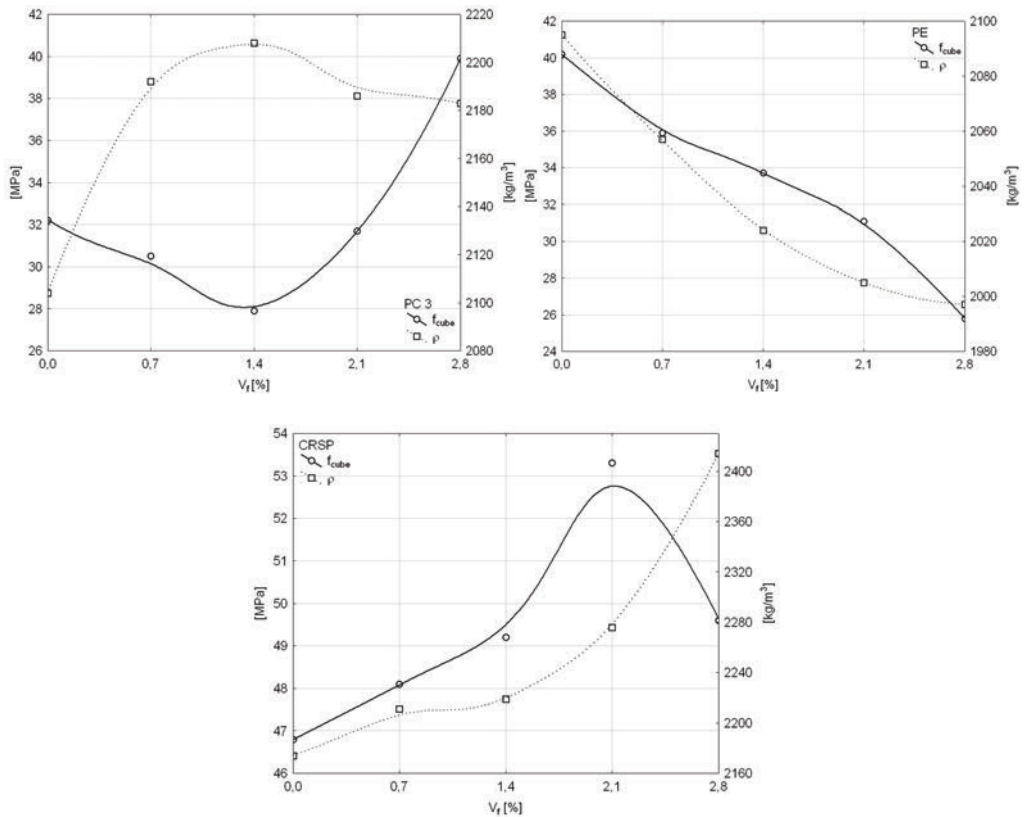 42
40
38
36
34
32
30
28
26
[MPa]
2220
2200
2180
2160
2140
2120
2100
2080
[kg/m³]
PC 3
f_cube
ρ
0,0 0,7 1,4 2,1 2,8
V_f [%]
42
40
38
36
34
32
30
28
26
24
[MPa]
PE
f_cube
ρ
2100
2080
2060
2040
2020
2000
1980
[kg/m³]
0,0 0,7 1,4 2,1 2,8
V_f [%]
54
53
52
51
50
49
48
47
46
[MPa]
CRSP
f_cube
ρ
2400
2360
2320
2280
2240
2200
2160
[kg/m³]
0,0 0,7 1,4 2,1 2,8
V_f [%]